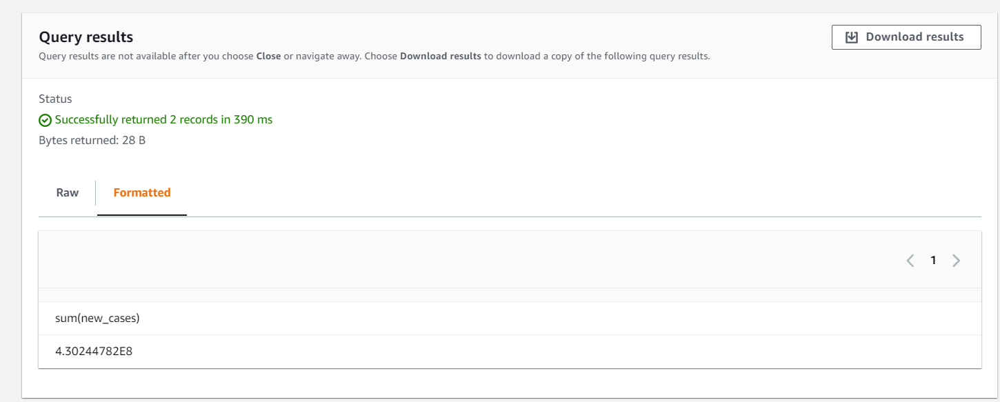 Query results
Download results
Query results are not available after you choose Close or navigate away. Choose Download results to download a copy of the following query results.
Status
Successfully returned 2 records in 390 ms
Bytes returned: 28 B
Raw
Formatted
1
sum(new_cases)
4.30244782E8